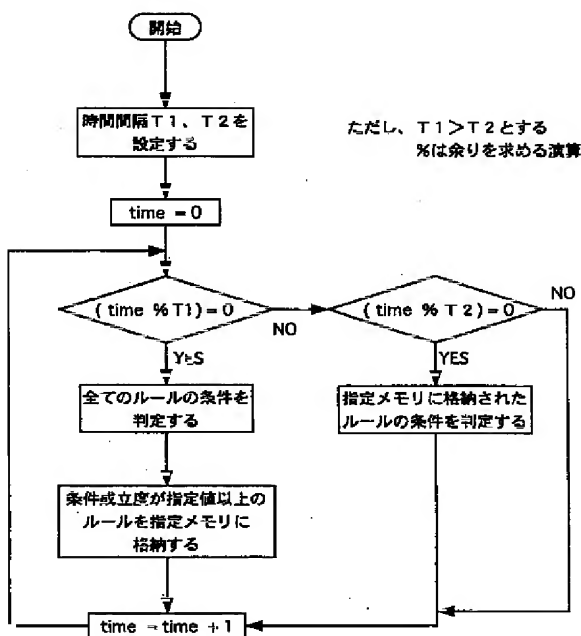 開始
時間間隔T1、T2を
設定する
ただし、T1>T2とする
%は余りを求める演算
time = 0
(time % T1) = 0
NO
(time % T2) = 0
NO
YES
YES
全てのルールの条件を
判定する
指定メモリに格納された
ルールの条件を判定する
条件成立度が指定値以上の
ルールを指定メモリに
格納する
time = time + 1